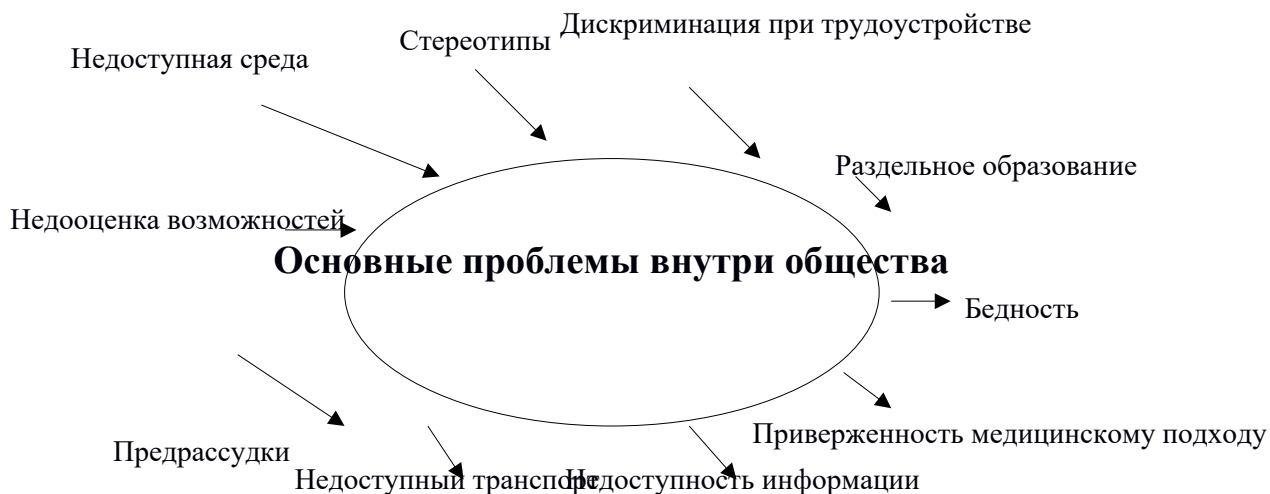 Дискриминация при трудоустройстве
Стереотипы
Недоступная среда
Раздельное образование
Недооценка возможностей
Основные проблемы внутри общества
Бедность
Приверженность медицинскому подходу
Предрассудки
Недоступный транспорт
Недоступность информации